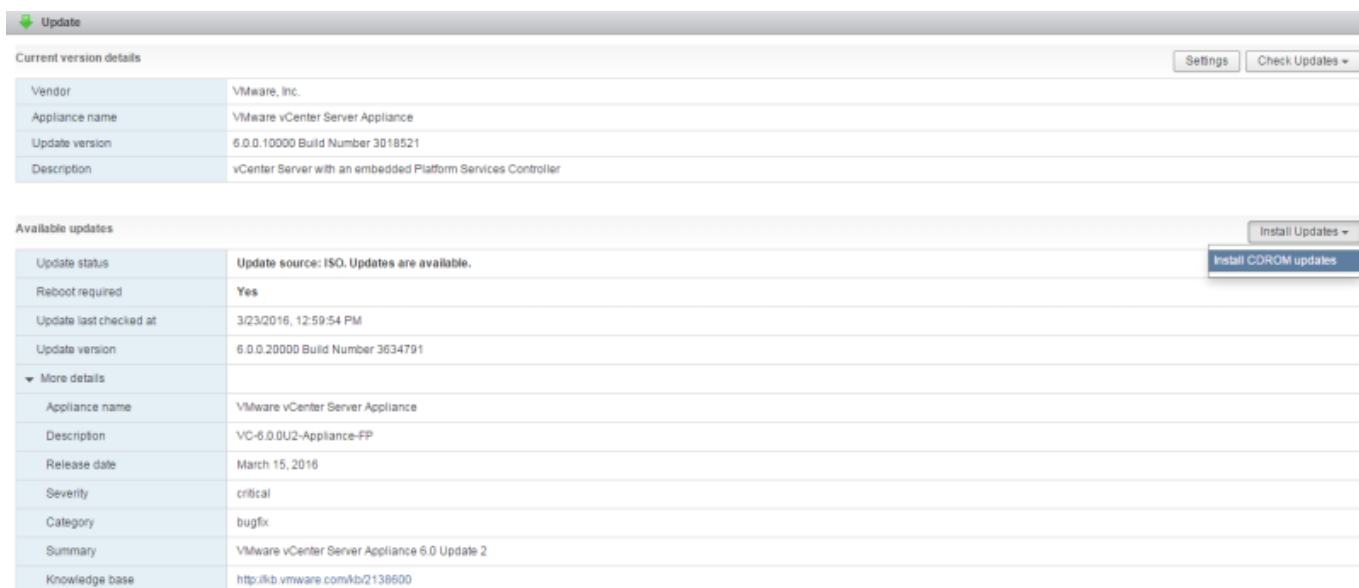 Update
Current version details
Settings Check Updates
Vendor VMware, Inc.
Appliance name VMware vCenter Server Appliance
Update version 6.0.0.10000 Build Number 3018521
Description vCenter Server with an embedded Platform Services Controller
Available updates Install Updates
Update status Update source: ISO. Updates are available. Install CDROM updates
Reboot required Yes
Update last checked at 3/23/2016, 12:59:54 PM
Update version 6.0.0.20000 Build Number 3634791
More details
Appliance name VMware vCenter Server Appliance
Description VC-6.0.0U2-Appliance-FP
Release date March 15, 2016
Severity critical
Category bugfix
Summary VMware vCenter Server Appliance 6.0 Update 2
Knowledge base http://kb.vmware.com/kb/2138600